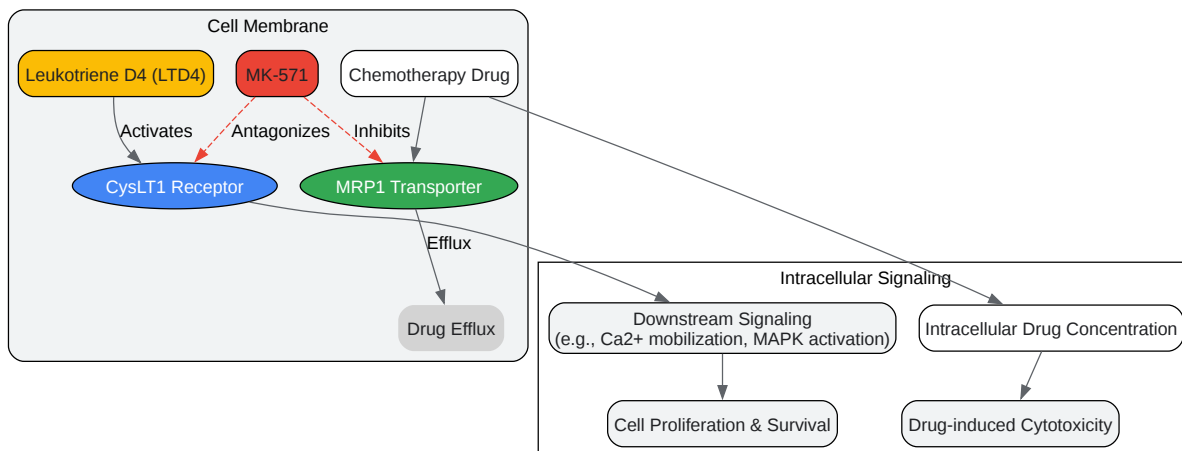 Cell Membrane
Leukotriene D4 (LTD4)
MK-571
Chemotherapy Drug
Activates
Antagonizes
Inhibits
CysLT1 Receptor
MRP1 Transporter
Efflux
Drug Efflux
Intracellular Signaling
Downstream Signaling
(e.g., Ca2+ mobilization, MAPK activation)
Intracellular Drug Concentration
Cell Proliferation & Survival
Drug-induced Cytotoxicity